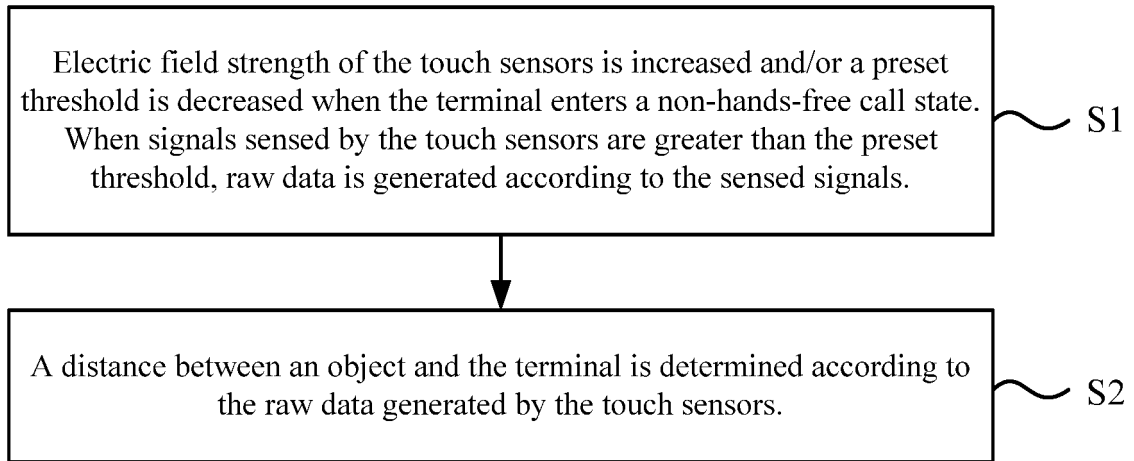 Electric field strength of the touch sensors is increased and/or a preset
threshold is decreased when the terminal enters a non-hands-free call state.
When signals sensed by the touch sensors are greater than the preset
threshold, raw data is generated according to the sensed signals.
S1
A distance between an object and the terminal is determined according to
the raw data generated by the touch sensors.
S2